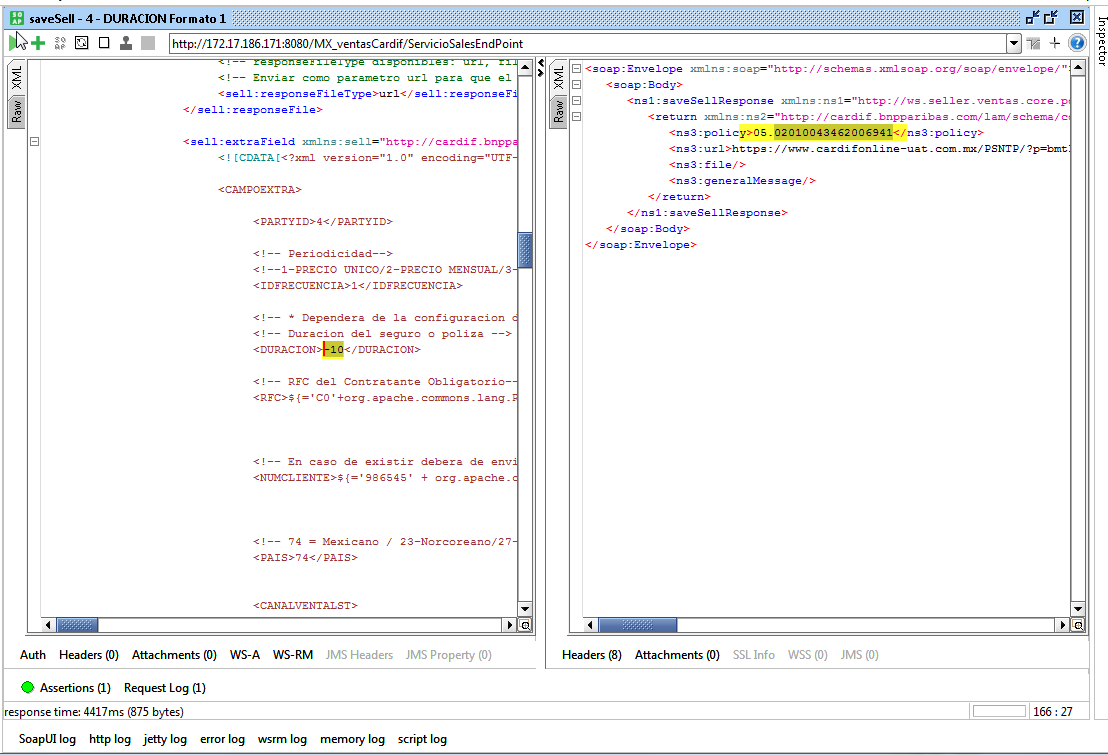 saveSell - 4 - DURACION Formato 1
http://172.17.186.171:8080/MX_ventasCardif/ServicioSalesEndPoint
Inspector
XML
Raw
<!-- responseFileType disponibles: url, fil
<!-- Enviar como parametro url para que el
<sell:responseFileType>url</sell:responseFi
</sell:responseFile>
<sell:extraField xmlns:sell="http://cardif.bnppa
<![CDATA[<?xml version="1.0" encoding="UTF-
<CAMPOEXTRA>
<PARTYID>4</PARTYID>
<!-- Periodicidad-->
<!--1-PRECIO UNICO/2-PRECIO MENSUAL/3-
<IDFRECUENCIA>1</IDFRECUENCIA>
<!-- * Dependera de la configuracion d
<!-- Duracion del seguro o poliza -->
<DURACION>-10</DURACION>
<!-- RFC del Contratante Obligatorio--
<RFC>${='C0'+org.apache.commons.lang.R
<!-- En caso de existir debera de envi
<NUMCLIENTE>${='986545' + org.apache.c
<!-- 74 = Mexicano / 23-Norcoreano/27-
<PAIS>74</PAIS>
<CANALVENTALST>
XML
Raw
<soap:Envelope xmlns:soap="http://schemas.xmlsoap.org/soap/envelope/">
<soap:Body>
<ns1:saveSellResponse xmlns:ns1="http://ws.seller.ventas.core.pc
<return xmlns:ns2="http://cardif.bnpparibas.com/lam/schema/co
<ns3:policy>05.02010043462006941</ns3:policy>
<ns3:url>https://www.cardifonline-uat.com.mx/PSNTP/?p=bmt
<ns3:file/>
<ns3:generalMessage/>
</return>
</ns1:saveSellResponse>
</soap:Body>
</soap:Envelope>
Auth Headers (0) Attachments (0) WS-A WS-RM JMS Headers JMS Property (0)
Headers (8) Attachments (0) SSL Info WSS (0) JMS (0)
Assertions (1) Request Log (1)
response time: 4417ms (875 bytes)
166 : 27
SoapUI log http log jetty log error log wsrm log memory log script log